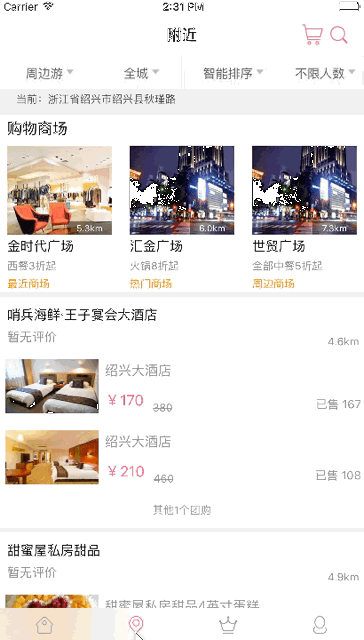 Carrier 2:31 PM
附近
周边游 全城 智能排序 不限人数
当前: 浙江省绍兴市绍兴县秋瑾路
购物商场
5.3km 6.0km 7.3km
金时代广场 汇金广场 世贸广场
西餐3折起 火锅8折起 全部中餐5折起
最近商场 热门商场 周边商场
哨兵海鲜·王子宴会大酒店
无无评价 4.6km
绍兴大酒店
¥170 380 已售 167
绍兴大酒店
¥210 460 已售 108
其他1个团购
甜蜜屋私房甜品
暂无评价 4.9km
甜蜜屋私房甜品4英寸蛋糕